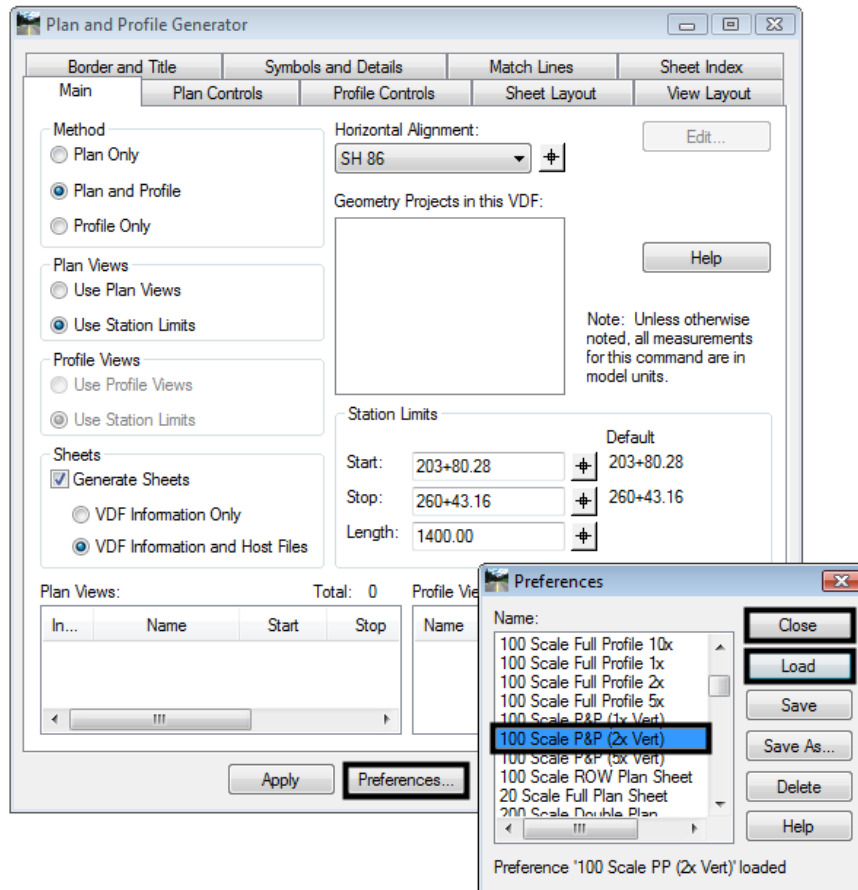 Plan and Profile Generator
Border and Title Symbols and Details Match Lines Sheet Index
Main Plan Controls Profile Controls Sheet Layout View Layout
Method
Plan Only
Plan and Profile
Profile Only
Plan Views
Use Plan Views
Use Station Limits
Profile Views
Use Profile Views
Use Station Limits
Sheets
Generate Sheets
VDF Information Only
VDF Information and Host Files
Horizontal Alignment:
SH 86
Edit...
Geometry Projects in this VDF:
Help
Note: Unless otherwise
noted, all measurements
for this command are in
model units.
Station Limits
Default
Start: 203+80.28 203+80.28
Stop: 260+43.16 260+43.16
Length: 1400.00
Plan Views: Total: 0 Profile Vie
In... Name Start Stop Name
Apply Preferences...
Preferences
Name:
100 Scale Full Profile 10x
100 Scale Full Profile 1x
100 Scale Full Profile 2x
100 Scale Full Profile 5x
100 Scale P&P (1x Vert)
100 Scale P&P (2x Vert)
100 Scale P&P (5x Vert)
100 Scale ROW Plan Sheet
20 Scale Full Plan Sheet
200 Scale Double Plan
Close
Load
Save
Save As...
Delete
Help
Preference '100 Scale PP (2x Vert)' loaded